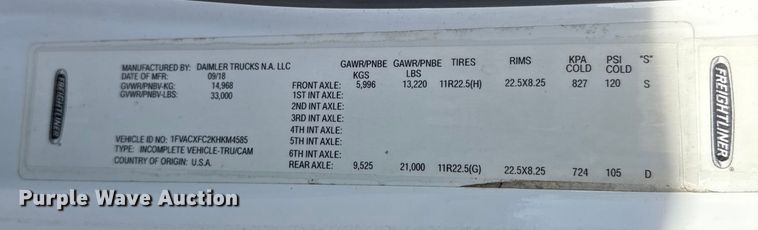 FREIGHTLINER
MANUFACTURED BY: DAIMLER TRUCKS N.A. LLC
DATE OF MFR: 09/18
GVWR/PNBV-KG: 14,968
GVWR/PNBV-LBS: 33,000
VEHICLE ID NO: 1FVACXFC2KHKM4585
TYPE: INCOMPLETE VEHICLE-TRU/CAM
COUNTRY OF ORIGIN: U.S.A.
GAWR/PNBE KGS GAWR/PNBE LBS TIRES RIMS KPA COLD PSI COLD "S"
FRONT AXLE: 5,996 13,220 11R22.5(H) 22.5X8.25 827 120 S
1ST INT AXLE:
2ND INT AXLE:
3RD INT AXLE:
4TH INT AXLE:
5TH INT AXLE:
6TH INT AXLE:
REAR AXLE: 9,525 21,000 11R22.5(G) 22.5X8.25 724 105 D
FREIGHTLINER
Purple Wave Auction